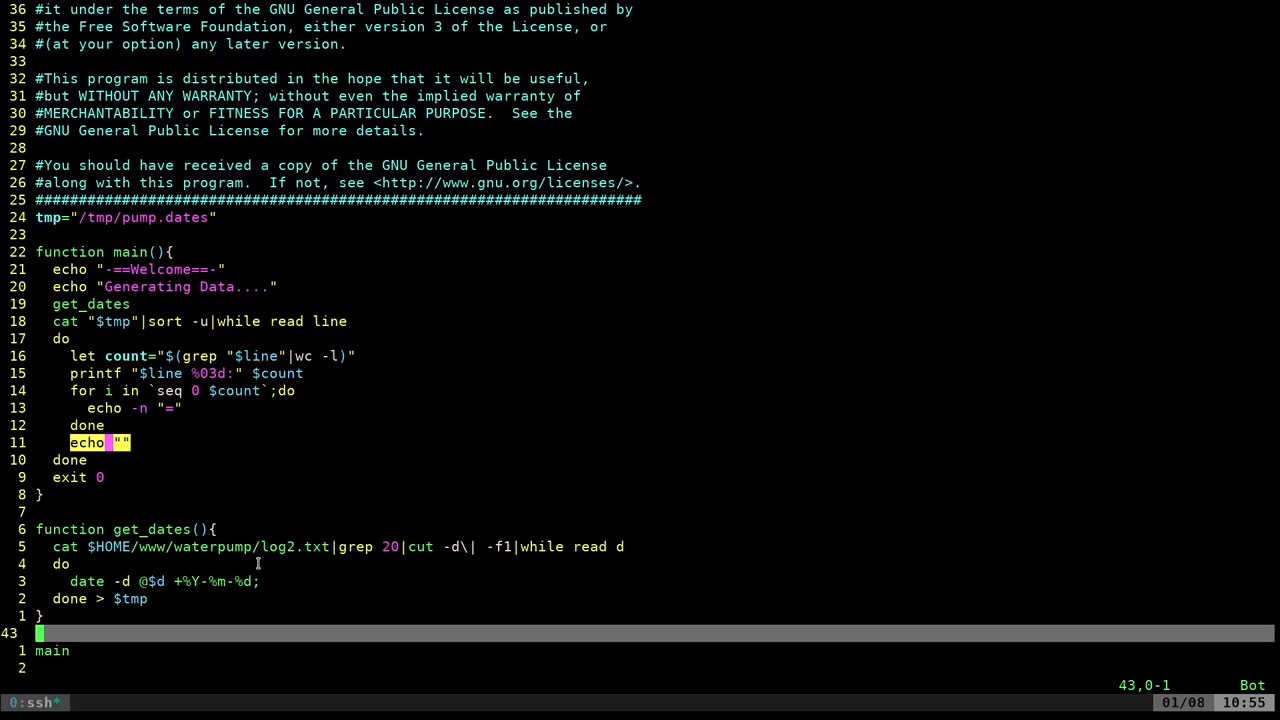 36 #it under the terms of the GNU General Public License as published by
35 #the Free Software Foundation, either version 3 of the License, or
34 #(at your option) any later version.
33
32 #This program is distributed in the hope that it will be useful,
31 #but WITHOUT ANY WARRANTY; without even the implied warranty of
30 #MERCHANTABILITY or FITNESS FOR A PARTICULAR PURPOSE.  See the
29 #GNU General Public License for more details.
28
27 #You should have received a copy of the GNU General Public License
26 #along with this program.  If not, see <http://www.gnu.org/licenses/>.
25 ######################################################################
24 tmp="/tmp/pump.dates"
23
22 function main(){
21   echo "-==Welcome==-"
20   echo "Generating Data...."
19   get_dates
18   cat "$tmp"|sort -u|while read line
17   do
16     let count="$(grep "$line"|wc -l)"
15     printf "$line %03d:" $count
14     for i in `seq 0 $count`;do
13       echo -n "="
12     done
11     echo ""
10   done
9   exit 0
8 }
7
6 function get_dates(){
5   cat $HOME/www/waterpump/log2.txt|grep 20|cut -d\| -f1|while read d
4   do
3     date -d @$d +%Y-%m-%d;
2   done > $tmp
1 }
43
1 main
2
43,0-1 Bot
0:ssh* 01/08 10:55